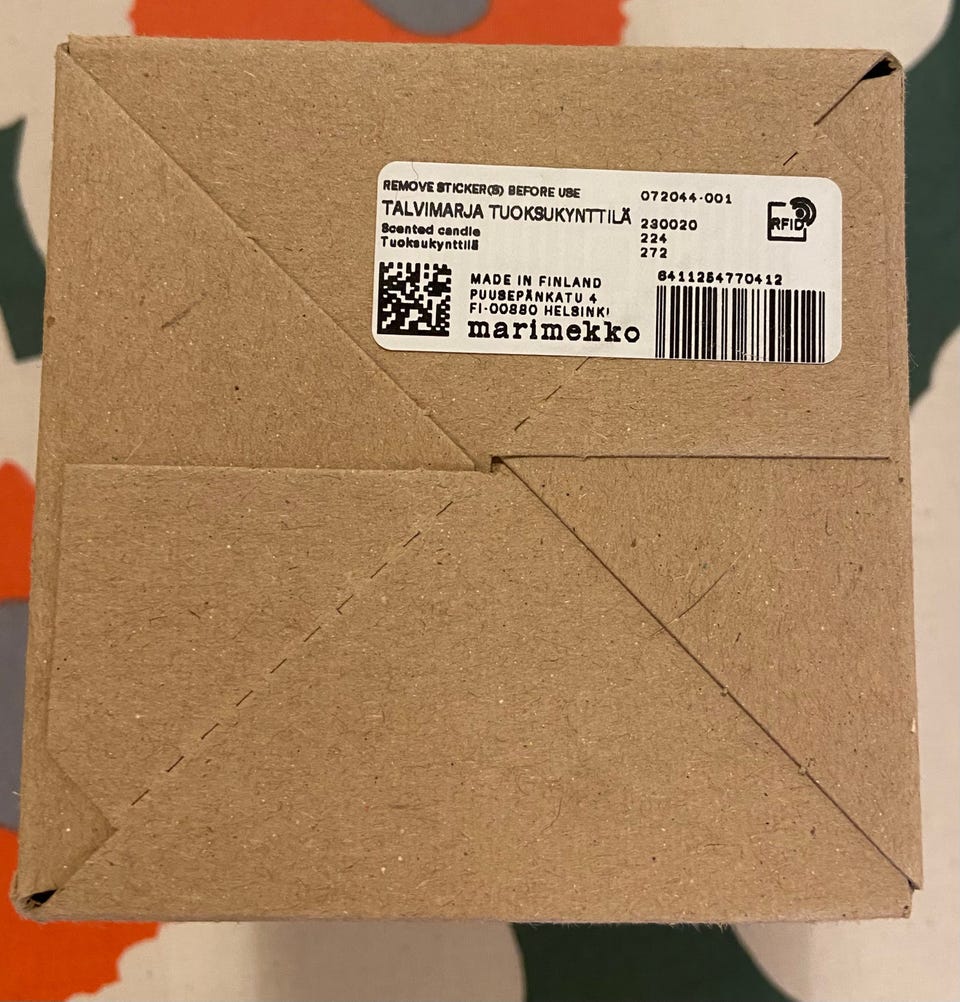 REMOVE STICKER(S) BEFORE USE
TALVIMARJA TUOKSUKYNTTILÄ
Scented candle
Tuoksukynttilä
072044-001
230020
224
272
RFID
MADE IN FINLAND
PUUSEPÄNKATU 4
FI-00880 HELSINKI
marimekko
6411254770412